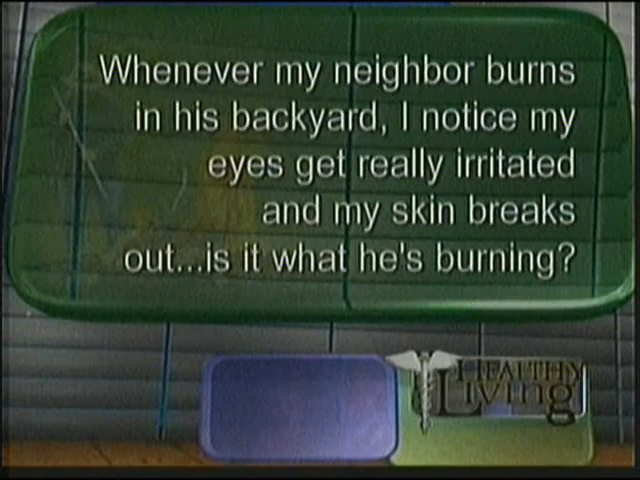 Whenever my neighbor burns
in his backyard, I notice my
eyes get really irritated
and my skin breaks
out...is it what he's burning?
HEALTHY
Living